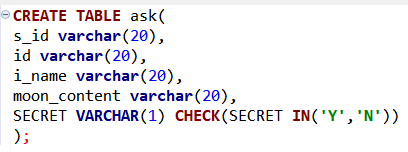 CREATE TABLE ask(
s_id varchar(20),
id varchar(20),
i_name varchar(20),
moon_content varchar(20),
SECRET VARCHAR(1) CHECK(SECRET IN('Y','N'))
);